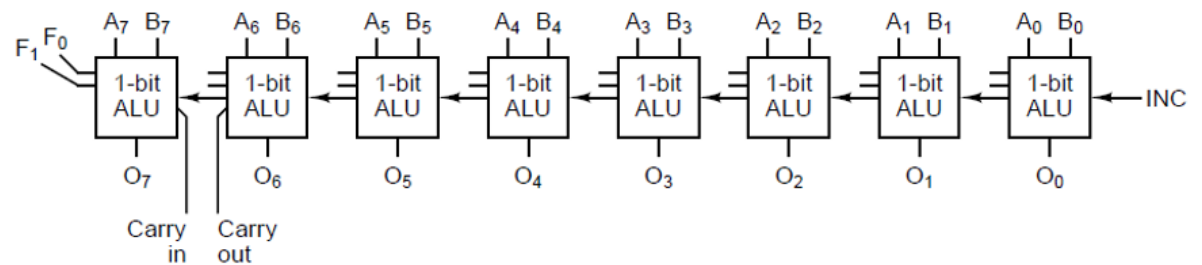 F₁ F₀ A₇ B₇ A₆ B₆ A₅ B₅ A₄ B₄ A₃ B₃ A₂ B₂ A₁ B₁ A₀ B₀
1-bit 1-bit 1-bit 1-bit 1-bit 1-bit 1-bit 1-bit
ALU ALU ALU ALU ALU ALU ALU ALU INC
O₇ O₆ O₅ O₄ O₃ O₂ O₁ O₀
Carry Carry
in out